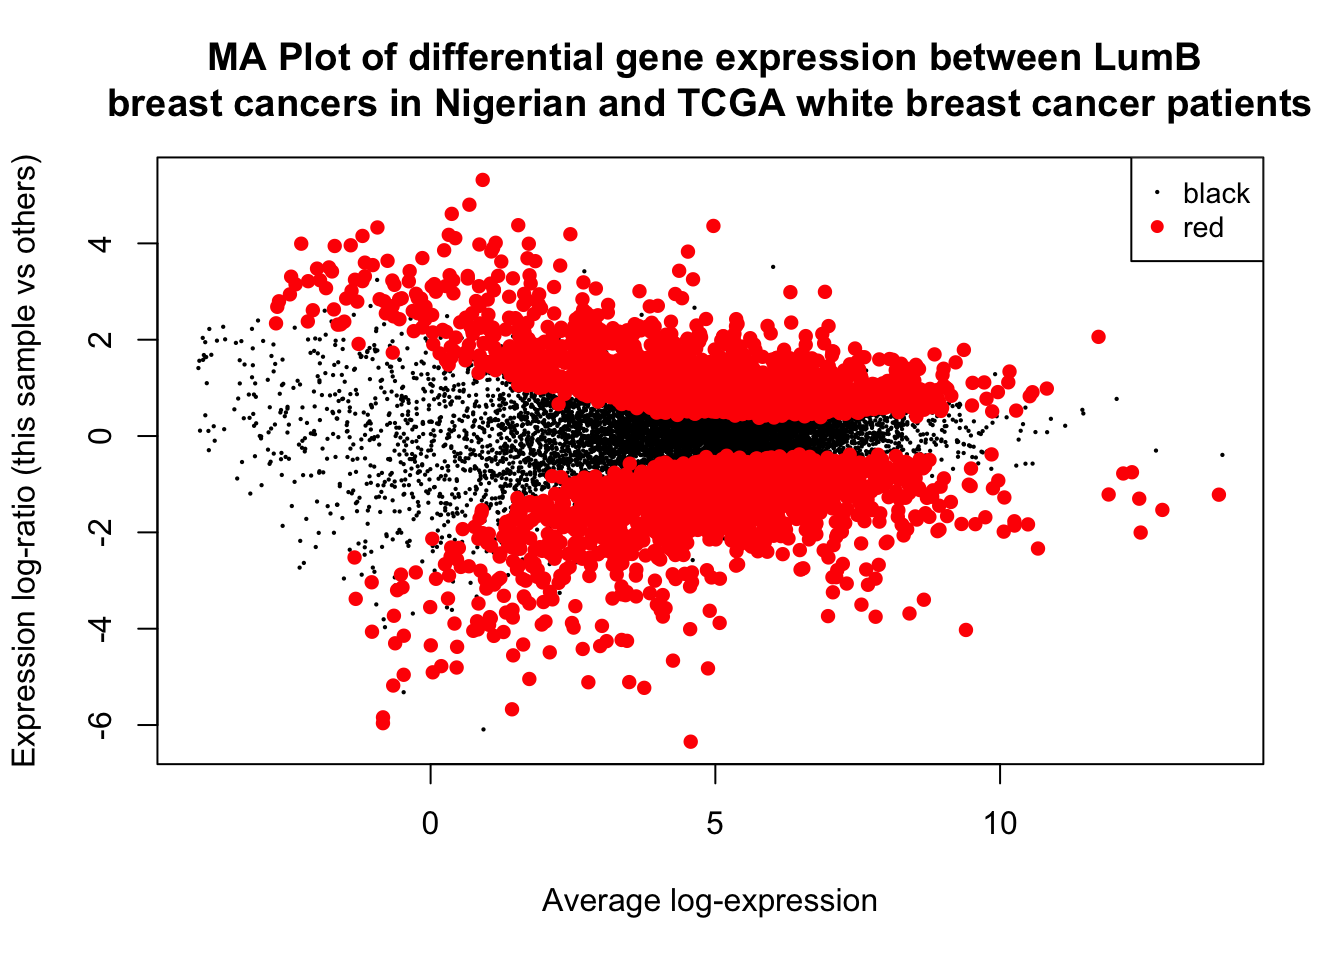 MA Plot of differential gene expression between LumB
breast cancers in Nigerian and TCGA white breast cancer patients
Expression log-ratio (this sample vs others)
4
2
0
-2
-4
-6
black
red
0 5 10
Average log-expression